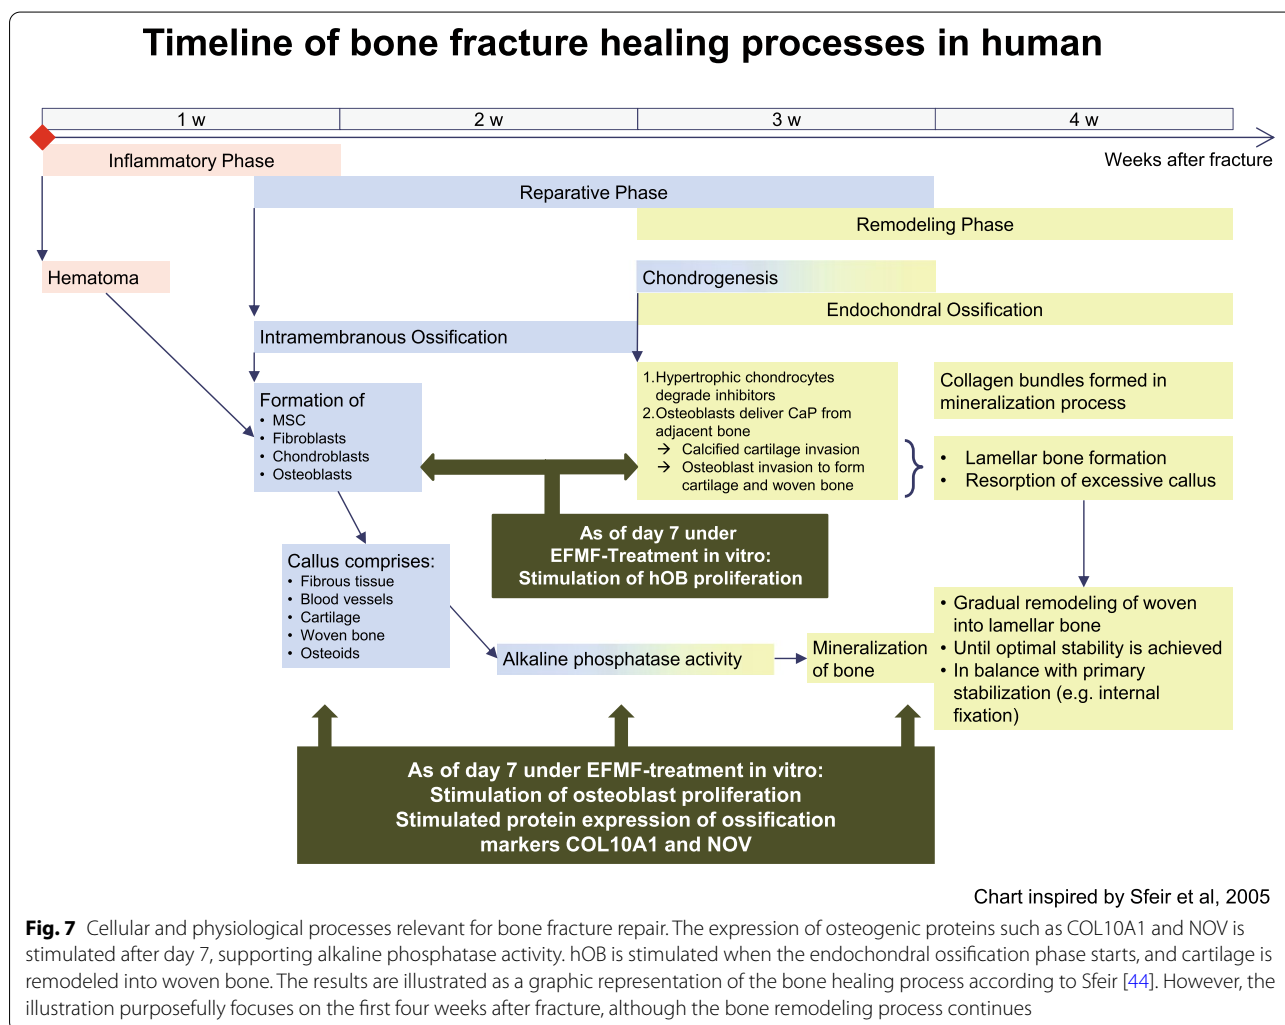 Timeline of bone fracture healing processes in human
1 w
2 w
3 w
4 w
Weeks after fracture
Inflammatory Phase
Reparative Phase
Remodeling Phase
Hematoma
Chondrogenesis
Endochondral Ossification
Intramembranous Ossification
Formation of
• MSC
• Fibroblasts
• Chondroblasts
• Osteoblasts
1.Hypertrophic chondrocytes
degrade inhibitors
2.Osteoblasts deliver CaP from
adjacent bone
→ Calcified cartilage invasion
→ Osteoblast invasion to form
cartilage and woven bone
Collagen bundles formed in
mineralization process
• Lamellar bone formation
• Resorption of excessive callus
As of day 7 under
EFMF-Treatment in vitro:
Stimulation of hOB proliferation
Callus comprises:
• Fibrous tissue
• Blood vessels
• Cartilage
• Woven bone
• Osteoids
Alkaline phosphatase activity
Mineralization
of bone
• Gradual remodeling of woven
into lamellar bone
• Until optimal stability is achieved
• In balance with primary
stabilization (e.g. internal
fixation)
As of day 7 under EFMF-treatment in vitro:
Stimulation of osteoblast proliferation
Stimulated protein expression of ossification
markers COL10A1 and NOV
Chart inspired by Sfeir et al, 2005
Fig. 7 Cellular and physiological processes relevant for bone fracture repair. The expression of osteogenic proteins such as COL10A1 and NOV is
stimulated after day 7, supporting alkaline phosphatase activity. hOB is stimulated when the endochondral ossification phase starts, and cartilage is
remodeled into woven bone. The results are illustrated as a graphic representation of the bone healing process according to Sfeir [44]. However, the
illustration purposefully focuses on the first four weeks after fracture, although the bone remodeling process continues